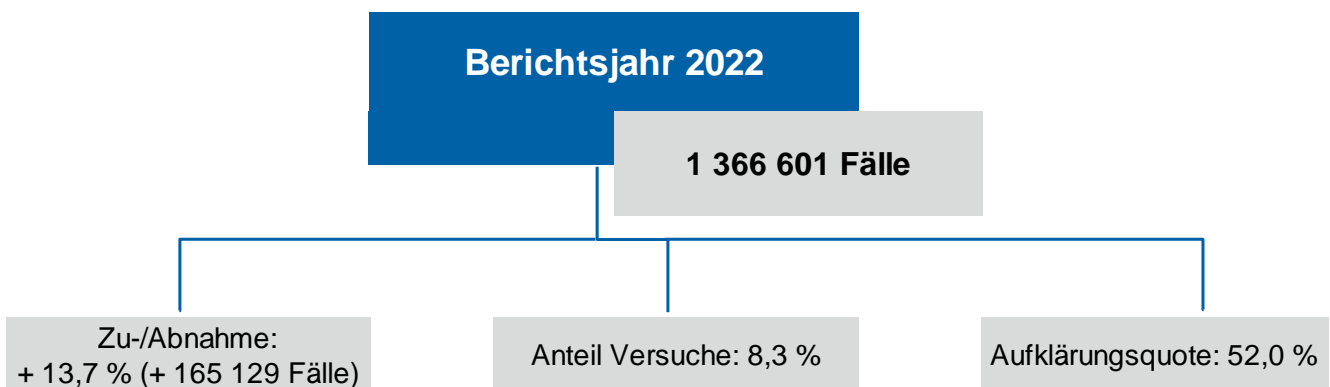 Berichtsjahr 2022
1 366 601 Fälle
Zu-/Abnahme:
+ 13,7 % (+ 165 129 Fälle)
Anteil Versuche: 8,3 %
Aufklärungsquote: 52,0 %